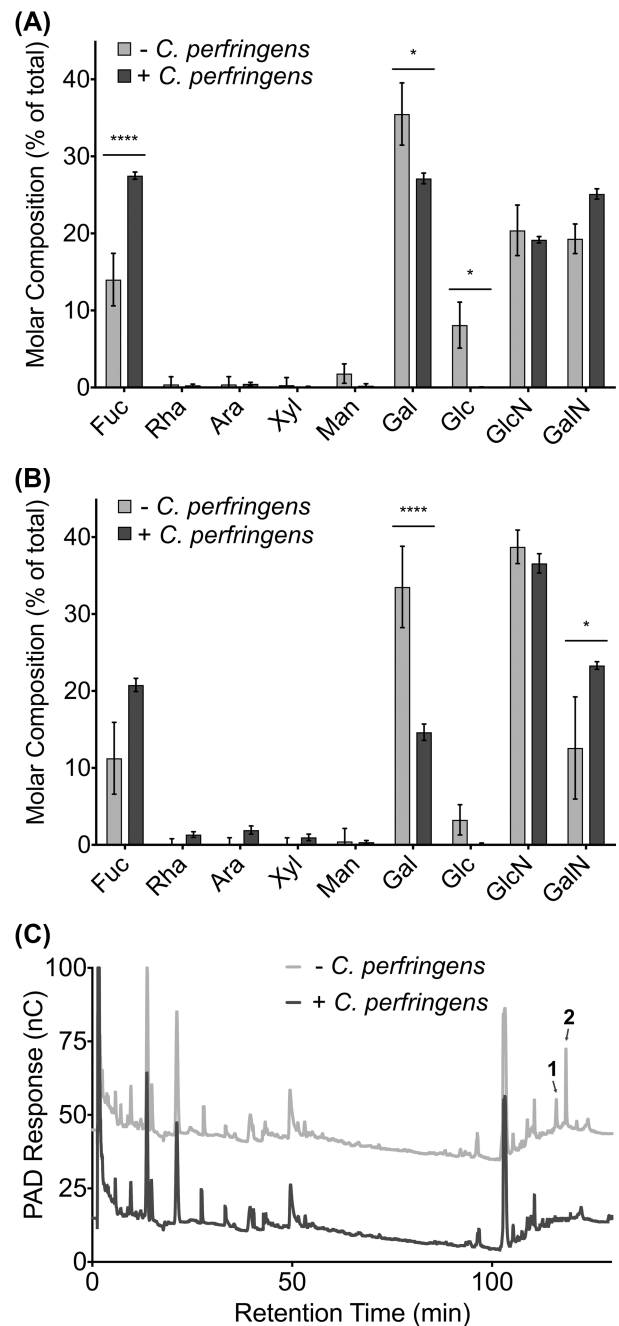 (A)
- C. perfringens
+ C. perfringens
Molar Composition (% of total)
40
30
20
10
0
****
*
*
Fuc
Rha
Ara
Xyl
Man
Gal
Glc
GlcN
GalN
(B)
- C. perfringens
+ C. perfringens
Molar Composition (% of total)
40
30
20
10
0
****
*
Fuc
Rha
Ara
Xyl
Man
Gal
Glc
GlcN
GalN
(C)
- C. perfringens
+ C. perfringens
PAD Response (nC)
100
75
50
25
0
1
2
0
50
100
Retention Time (min)